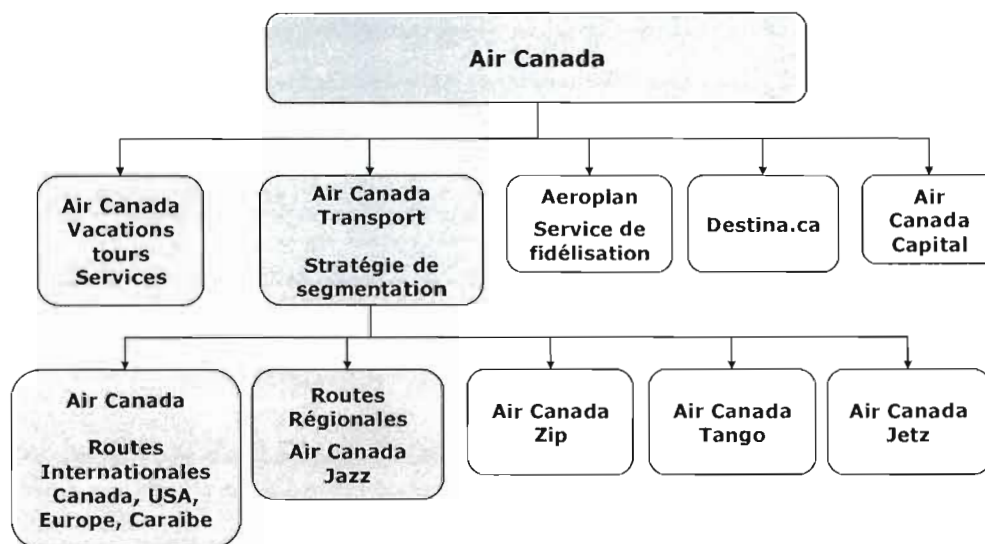 Air Canada
Air Canada
Vacations
tours
Services
Air Canada
Transport
Stratégie de
segmentation
Aeroplan
Service de
fidélisation
Destina.ca
Air
Canada
Capital
Air Canada
Routes
Internationales
Canada, USA,
Europe, Caraibe
Routes
Régionales
Air Canada
Jazz
Air Canada
Zip
Air Canada
Tango
Air Canada
Jetz